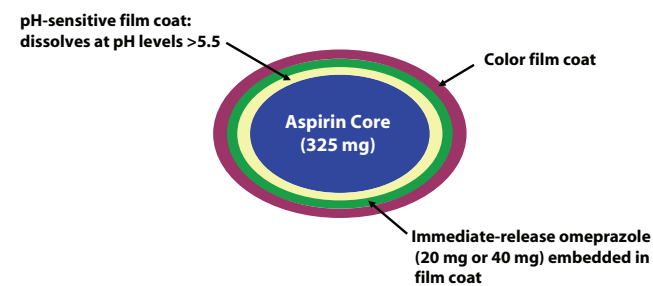 pH-sensitive film coat:
dissolves at pH levels >5.5
Color film coat
Aspirin Core
(325 mg)
Immediate-release omeprazole
(20 mg or 40 mg) embedded in
film coat